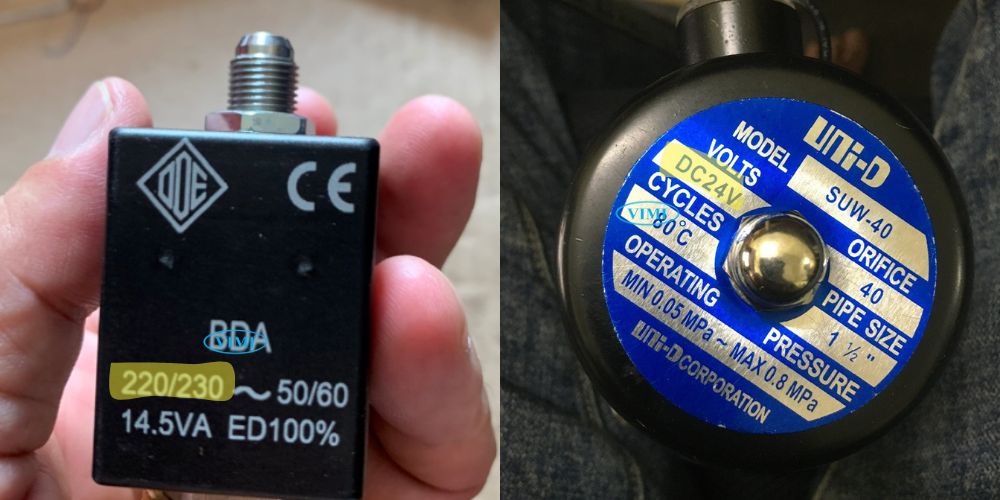 ODE
CE
BDA
VIMI
220/230 ~ 50/60
14.5VA ED100%
UNI-D
MODEL
SUW-40
VOLTS
DC24V
ORIFICE
40
CYCLES
VIMI
80°C
PIPE SIZE
1 ½"
OPERATING PRESSURE
MIN 0.05 MPa ~ MAX 0.8 MPa
UNI-D CORPORATION